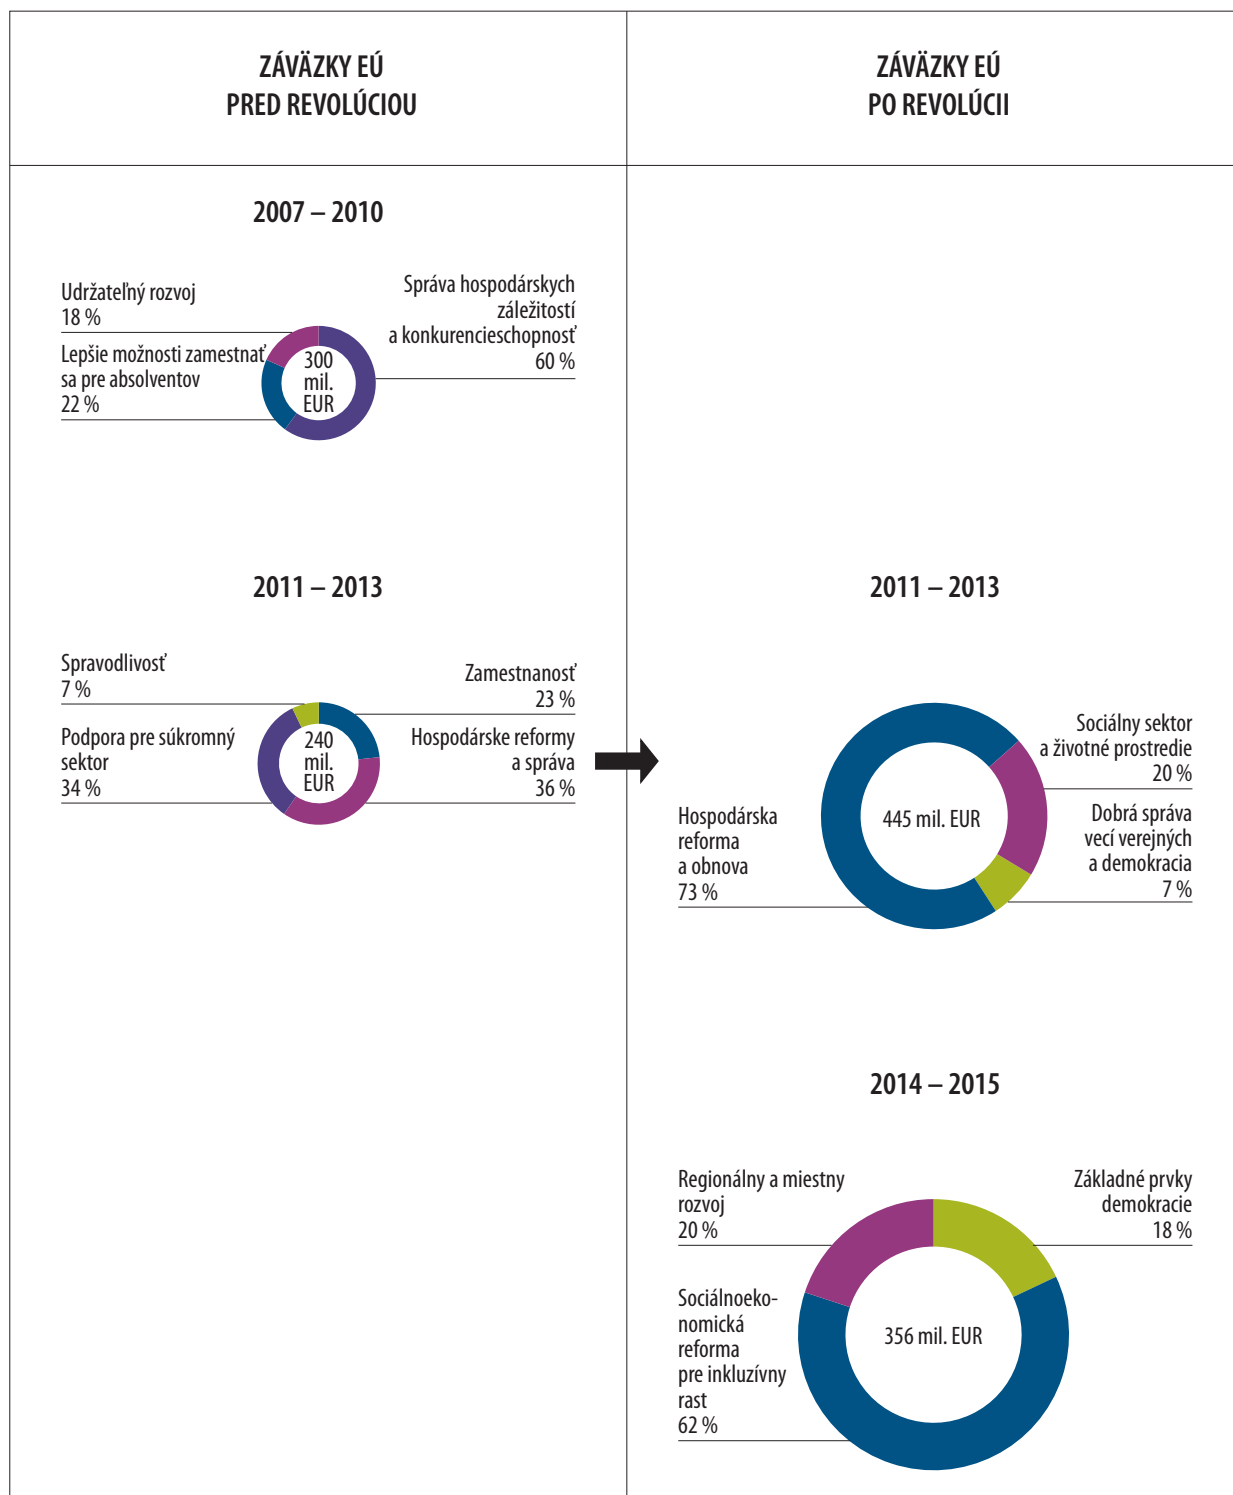 ZÁVÄZKY EÚ
PRED REVOLÚCIOU
ZÁVÄZKY EÚ
PO REVOLÚCII
2007 – 2010
Udržateľný rozvoj
18 %
Lepšie možnosti zamestnať
sa pre absolventov
22 %
300
mil.
EUR
Správa hospodárskych
záležitostí
a konkurencieschopnosť
60 %
2011 – 2013
Spravodlivosť
7 %
Podpora pre súkromný
sektor
34 %
240
mil.
EUR
Zamestnanosť
23 %
Hospodárske reformy
a správa
36 %
2011 – 2013
Hospodárska
reforma
a obnova
73 %
445 mil. EUR
Sociálny sektor
a životné prostredie
20 %
Dobrá správa
vecí verejných
a demokracia
7 %
2014 – 2015
Regionálny a miestny
rozvoj
20 %
Sociálnoeko-
nomická
reforma
pre inkluzívny
rast
62 %
356 mil. EUR
Základné prvky
demokracie
18 %